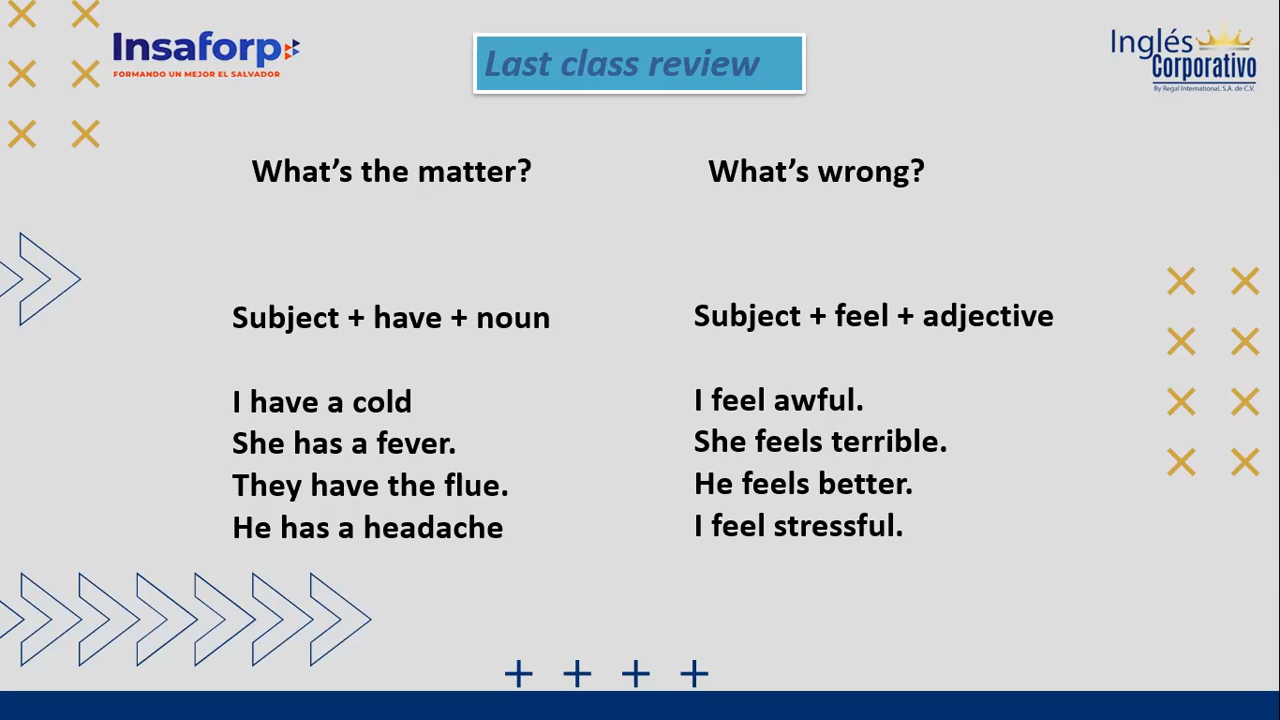 Insaforp
FORMANDO UN MEJOR EL SALVADOR
Last class review
Inglés
Corporativo
By Regal International, S.A. de C.V.
What's the matter?
What's wrong?
Subject + have + noun
I have a cold
She has a fever.
They have the flue.
He has a headache
Subject + feel + adjective
I feel awful.
She feels terrible.
He feels better.
I feel stressful.